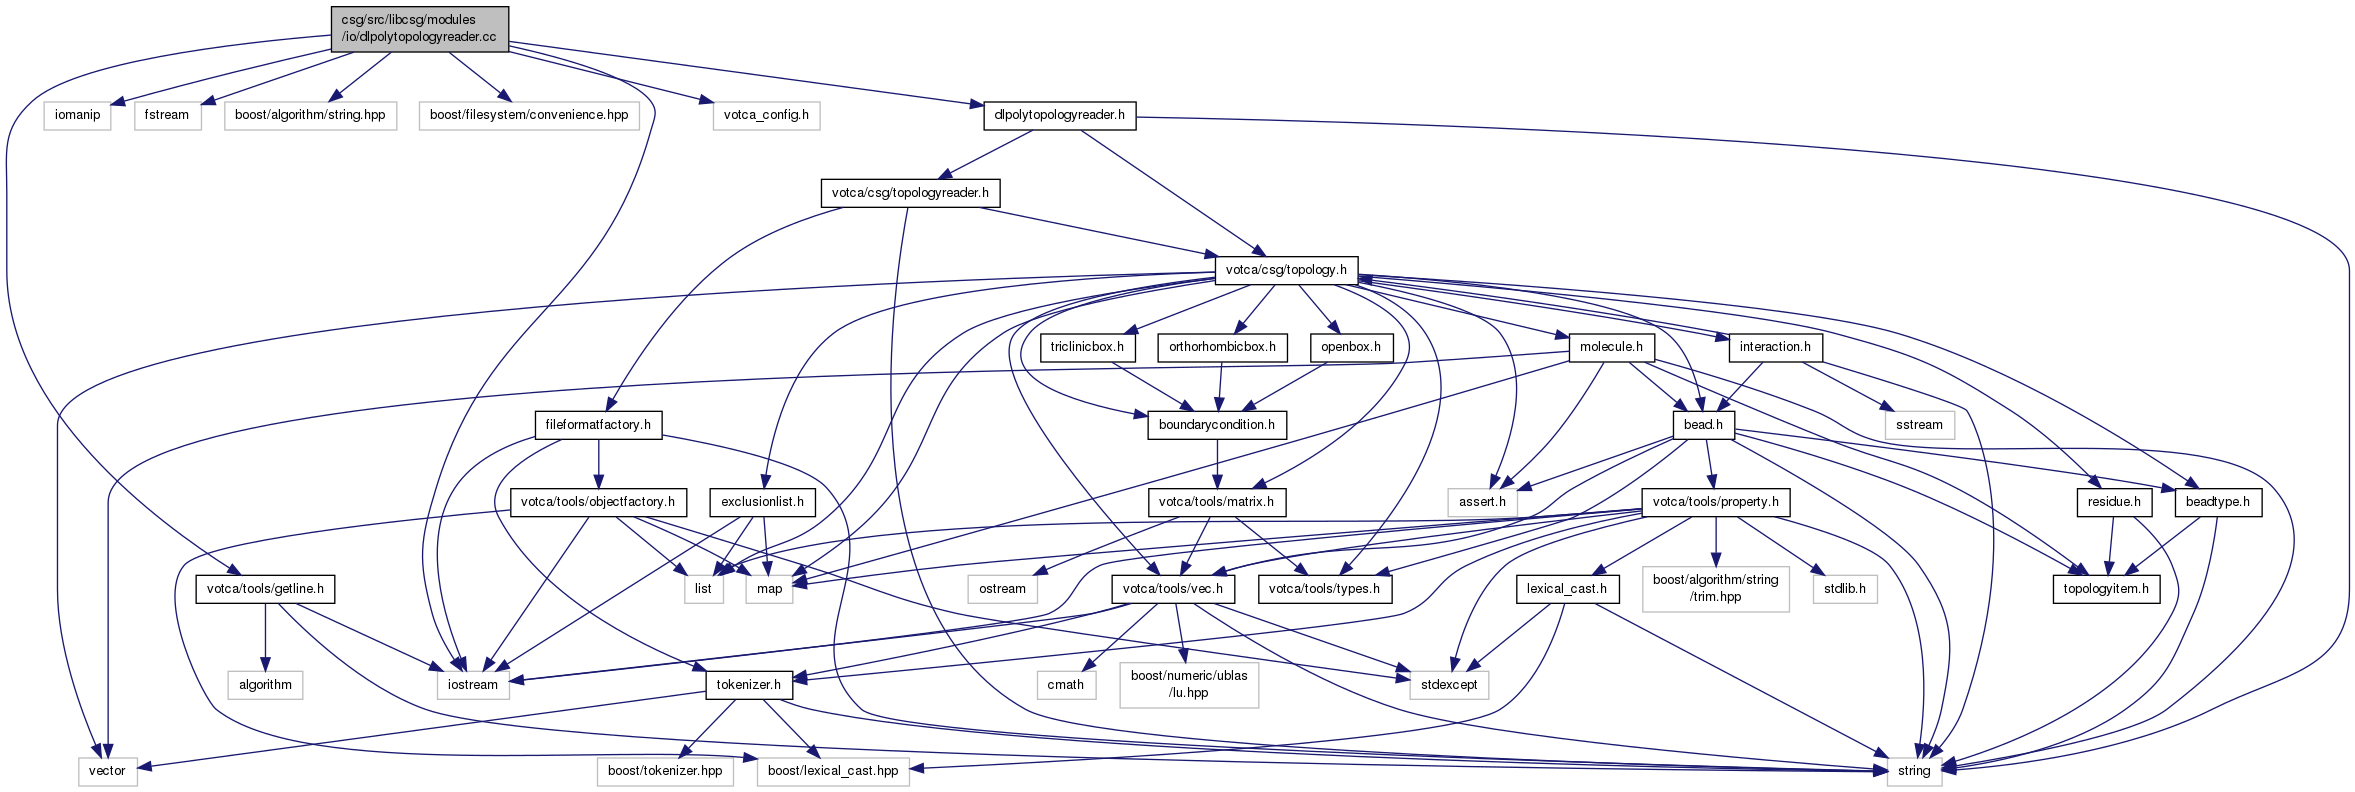 csg/src/libcsg/modules
/io/dlpolytopologyreader.cc
iomanip
fstream
boost/algorithm/string.hpp
boost/filesystem/convenience.hpp
votca_config.h
dlpolytopologyreader.h
votca/csg/topologyreader.h
votca/csg/topology.h
triclinicbox.h
orthorhombicbox.h
openbox.h
molecule.h
interaction.h
fileformatfactory.h
boundarycondition.h
bead.h
sstream
votca/tools/objectfactory.h
exclusionlist.h
votca/tools/matrix.h
assert.h
votca/tools/property.h
residue.h
beadtype.h
votca/tools/getline.h
list
map
ostream
votca/tools/vec.h
votca/tools/types.h
lexical_cast.h
boost/algorithm/string
/trim.hpp
stdlib.h
topologyitem.h
algorithm
iostream
tokenizer.h
cmath
boost/numeric/ublas
/lu.hpp
stdexcept
vector
boost/tokenizer.hpp
boost/lexical_cast.hpp
string